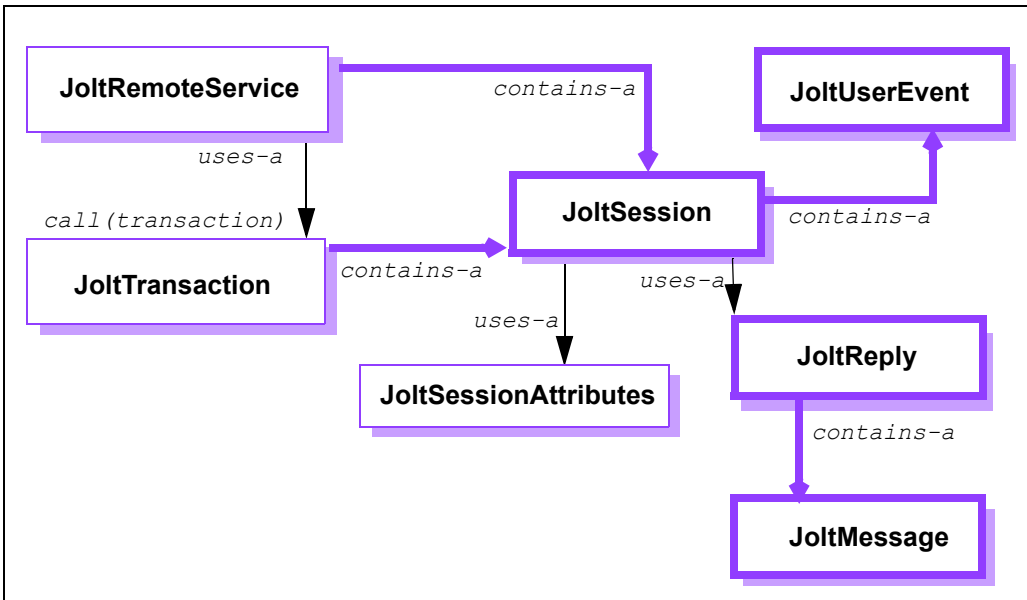 JoltRemoteService
contains-a
JoltUserEvent
uses-a
JoltSession
contains-a
call(transaction)
JoltTransaction
contains-a
uses-a
uses-a
JoltReply
JoltSessionAttributes
contains-a
JoltMessage